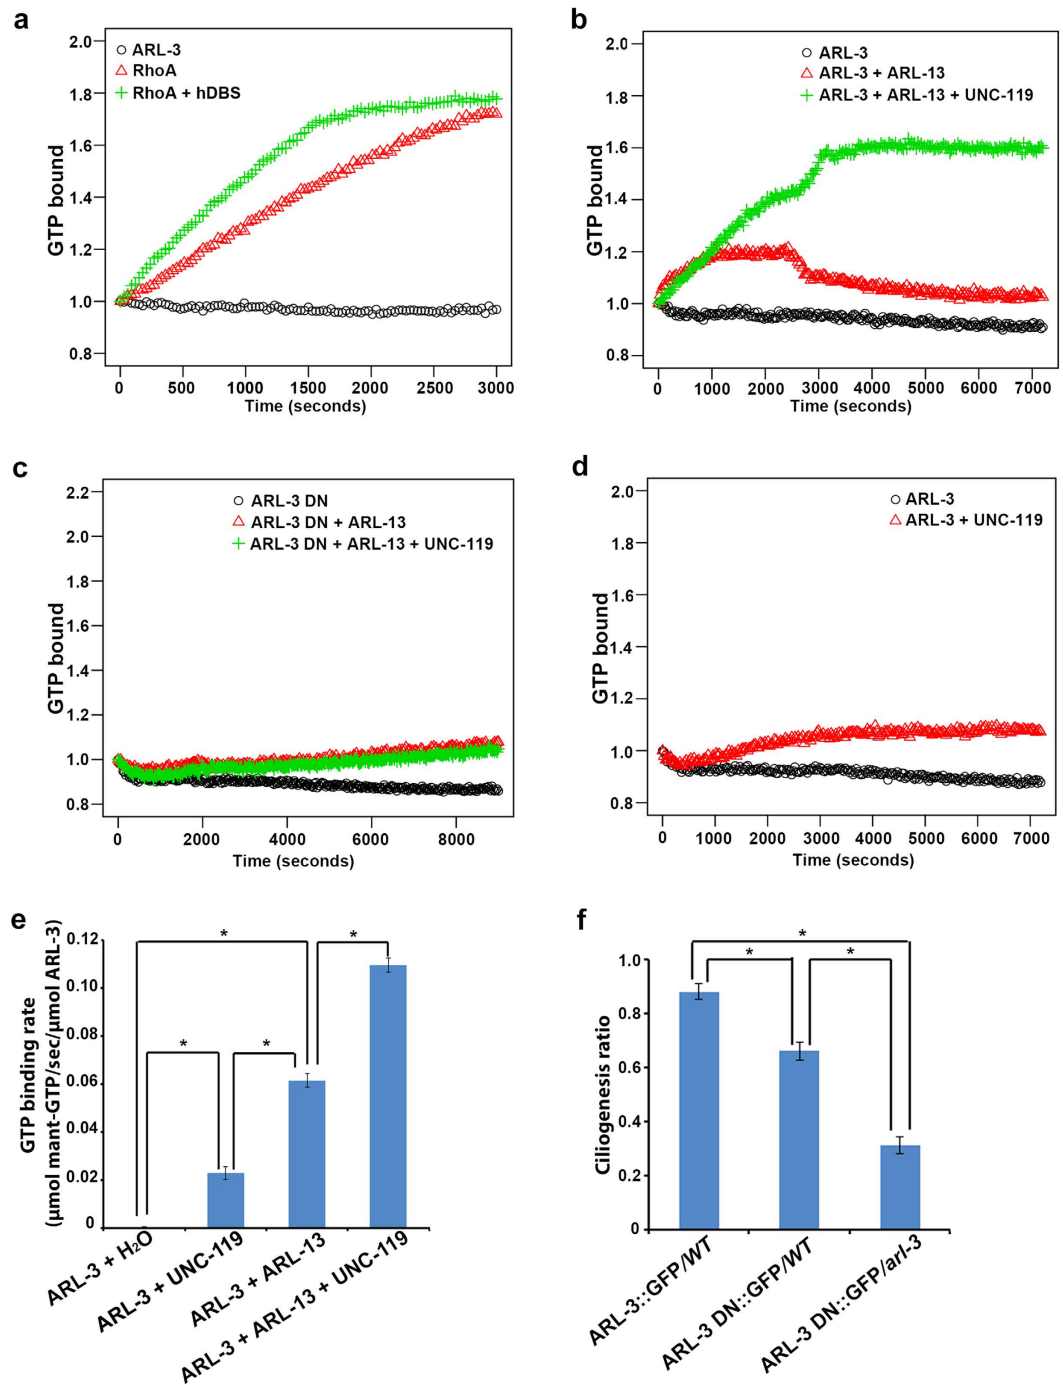 a
2.0
1.8
1.6
1.4
1.2
1.0
0.8
GTP bound
ARL-3
RhoA
RhoA + hDBS
0 500 1000 1500 2000 2500 3000
Time (seconds)
b
2.0
1.8
1.6
1.4
1.2
1.0
0.8
GTP bound
ARL-3
ARL-3 + ARL-13
ARL-3 + ARL-13 + UNC-119
0 1000 2000 3000 4000 5000 6000 7000
Time (seconds)
c
2.2
2.0
1.8
1.6
1.4
1.2
1.0
0.8
GTP bound
ARL-3 DN
ARL-3 DN + ARL-13
ARL-3 DN + ARL-13 + UNC-119
0 2000 4000 6000 8000
Time (seconds)
d
2.0
1.8
1.6
1.4
1.2
1.0
0.8
GTP bound
ARL-3
ARL-3 + UNC-119
0 1000 2000 3000 4000 5000 6000 7000
Time (seconds)
e
GTP binding rate
(µmol mant-GTP/sec/µmol ARL-3)
0.12
0.10
0.08
0.06
0.04
0.02
0
* * * *
ARL-3 + H₂O
ARL-3 + UNC-119
ARL-3 + ARL-13
ARL-3 + ARL-13 + UNC-119
f
Ciliogenesis ratio
1.0
0.8
0.6
0.4
0.2
0
* * *
ARL-3::GFP/WT
ARL-3 DN::GFP/WT
ARL-3 DN::GFP/arl-3